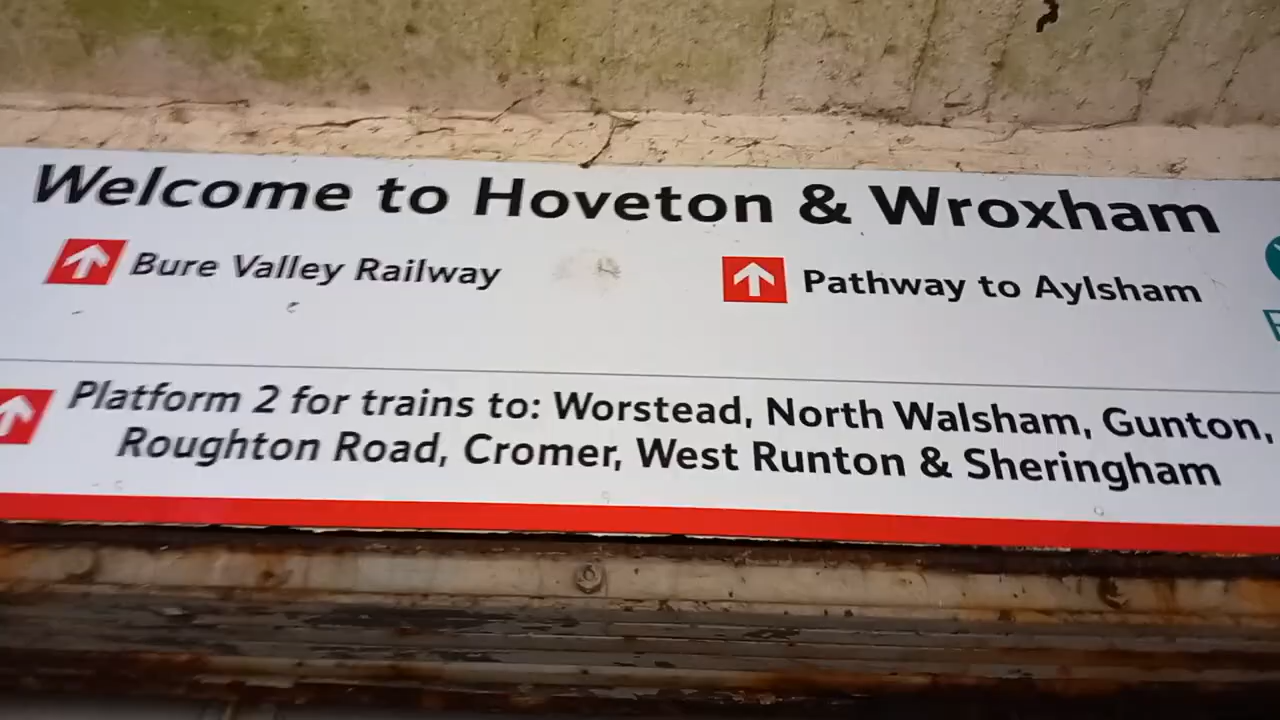 Welcome to Hoveton & Wroxham
Bure Valley Railway
Pathway to Aylsham
Platform 2 for trains to: Worstead, North Walsham, Gunton,
Roughton Road, Cromer, West Runton & Sheringham